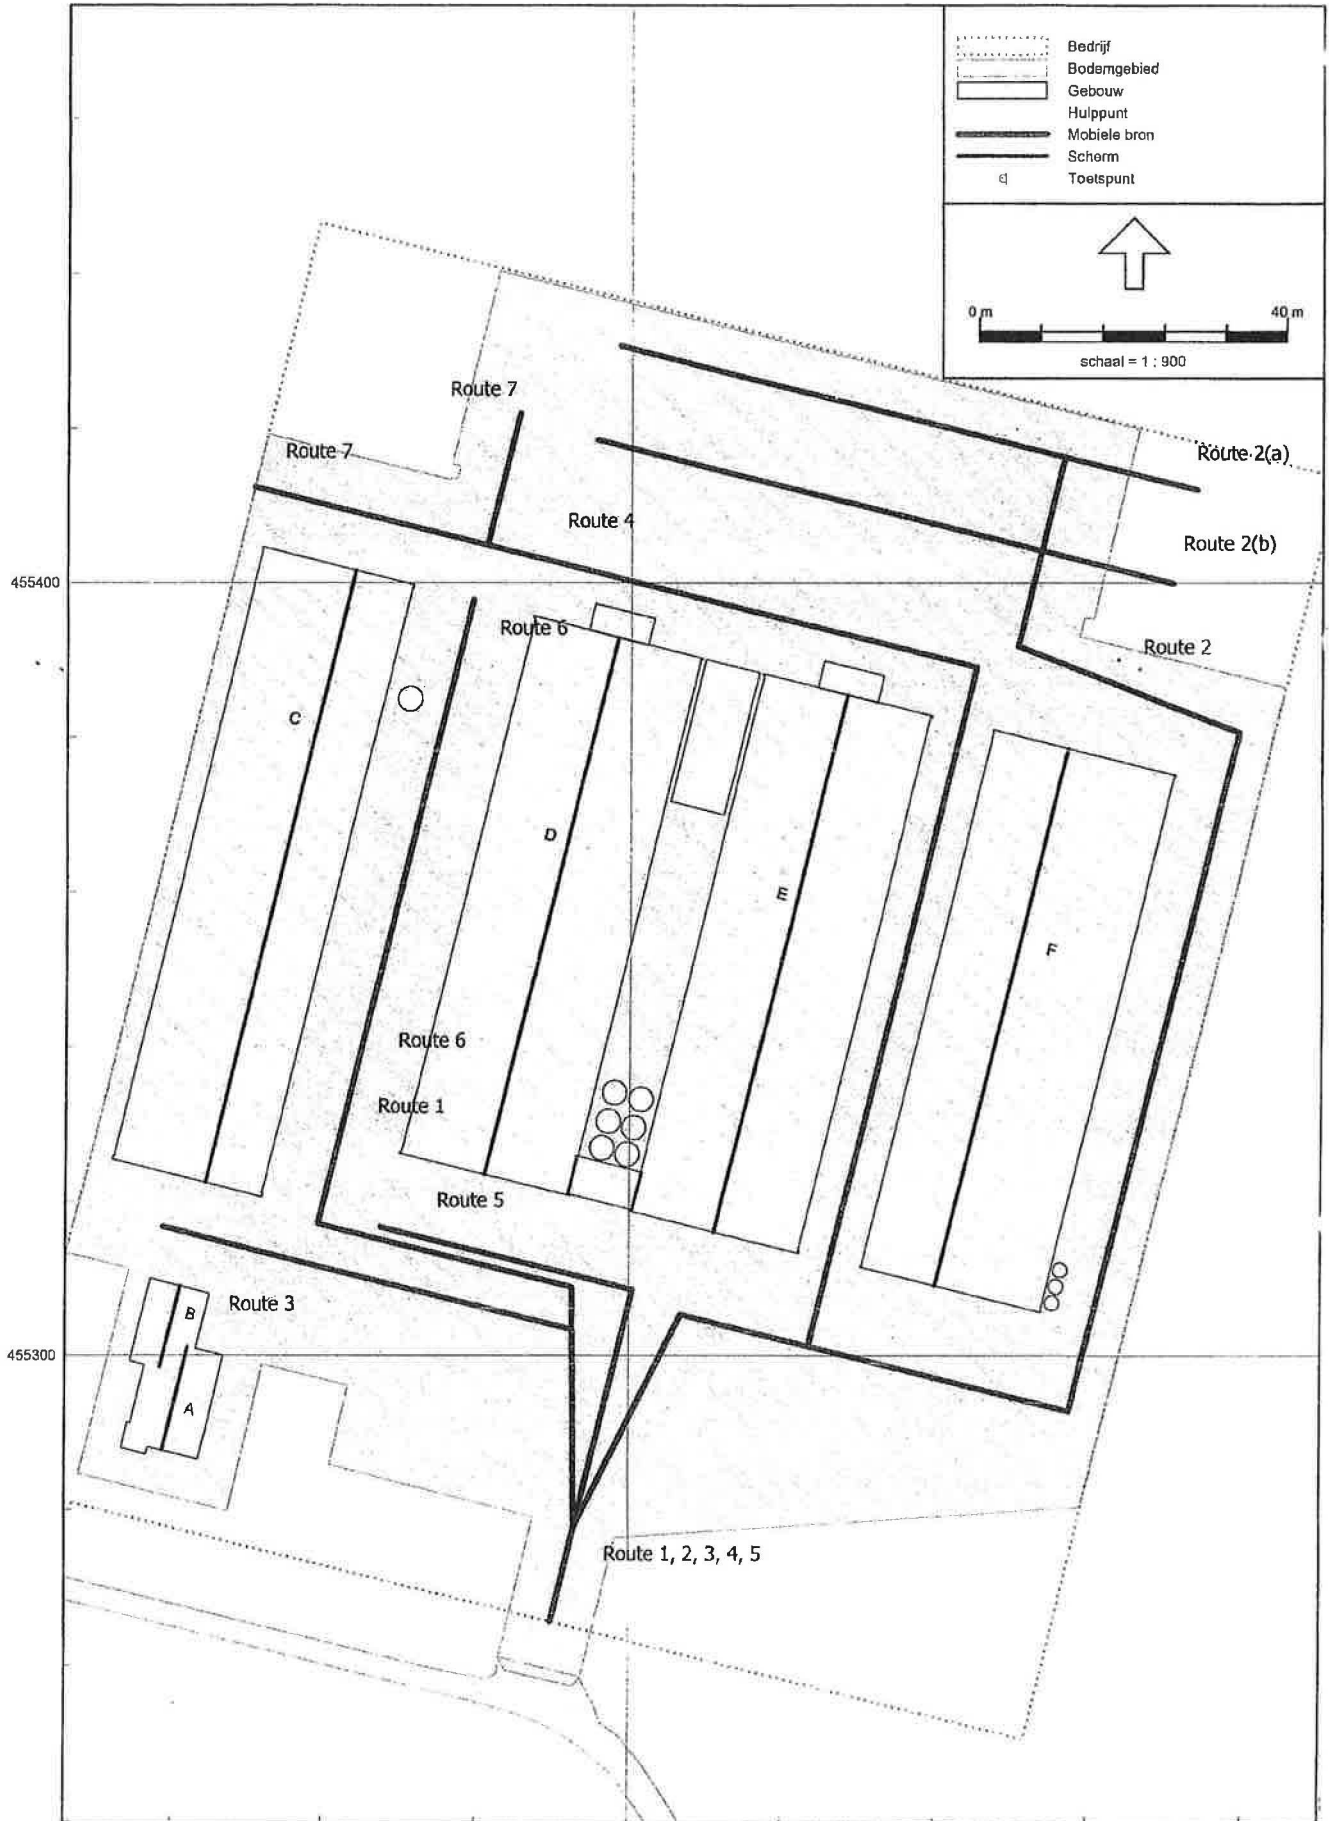 Bedrijf
Bodemgebied
Gebouw
Hulppunt
Mobiele bron
Scherm
Toetspunt
0 m 40 m
schaal = 1 : 900
Route 7
Route 7
Route 2(a)
Route 4
Route 2(b)
455400
Route 6
Route 2
C
D
E
F
Route 6
Route 1
Route 5
Route 3
B
455300
A
Route 1, 2, 3, 4, 5